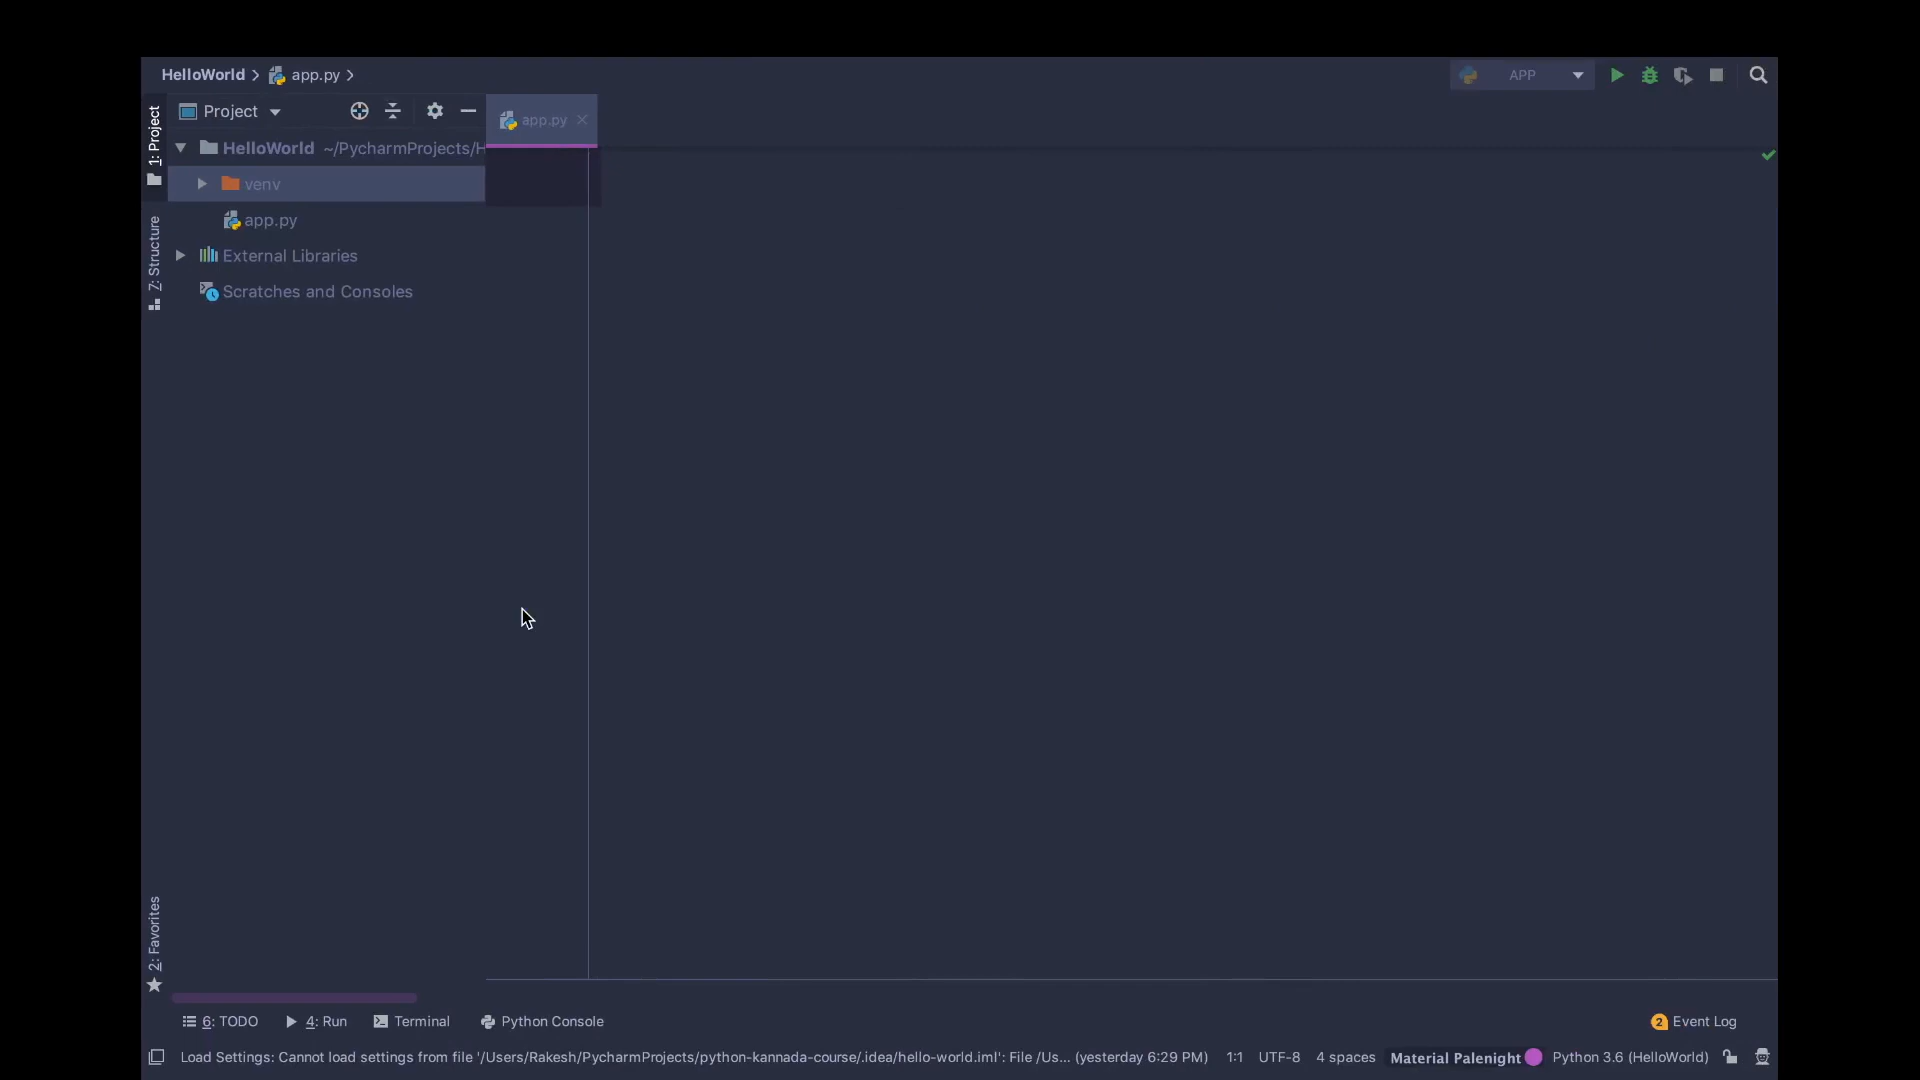 HelloWorld app.py
APP
1: Project
Project
app.py
HelloWorld ~/PycharmProjects/H
venv
app.py
External Libraries
Scratches and Consoles
7: Structure
2: Favorites
6: TODO 4: Run Terminal Python Console
2 Event Log
Load Settings: Cannot load settings from file '/Users/Rakesh/PycharmProjects/python-kannada-course/.idea/hello-world.iml': File /Us... (yesterday 6:29 PM) 1:1 UTF-8 4 spaces Material Palenight Python 3.6 (HelloWorld)